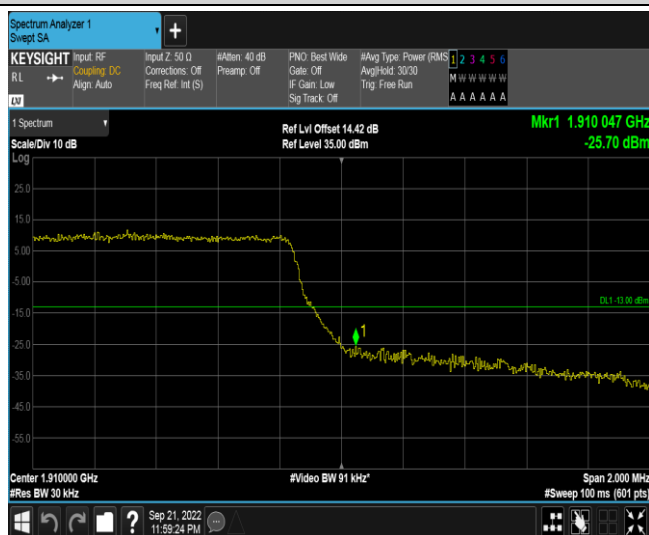 Spectrum Analyzer 1
Swept SA
KEYSIGHT
RL
Input: RF
Coupling: DC
Align: Auto
Input Z: 50 Ω
Corrections: Off
Freq Ref: Int (S)
#Atten: 40 dB
Preamp: Off
PNO: Best Wide
Gate: Off
IF Gain: Low
Sig Track: Off
#Avg Type: Power (RMS
Avg|Hold: 30/30
Trig: Free Run
1 2 3 4 5 6
M W W W W W
A A A A A A
LXI
1 Spectrum
Scale/Div 10 dB
Log
Ref Lvl Offset 14.42 dB
Ref Level 35.00 dBm
Mkr1 1.910 047 GHz
-25.70 dBm
25.0
15.0
5.00
-5.00
-15.0
-25.0
-35.0
-45.0
-55.0
DL1 -13.00 dBm
1
Center 1.910000 GHz
#Res BW 30 kHz
#Video BW 91 kHz*
Span 2.000 MHz
#Sweep 100 ms (601 pts)
?
Sep 21, 2022
11:59:24 PM